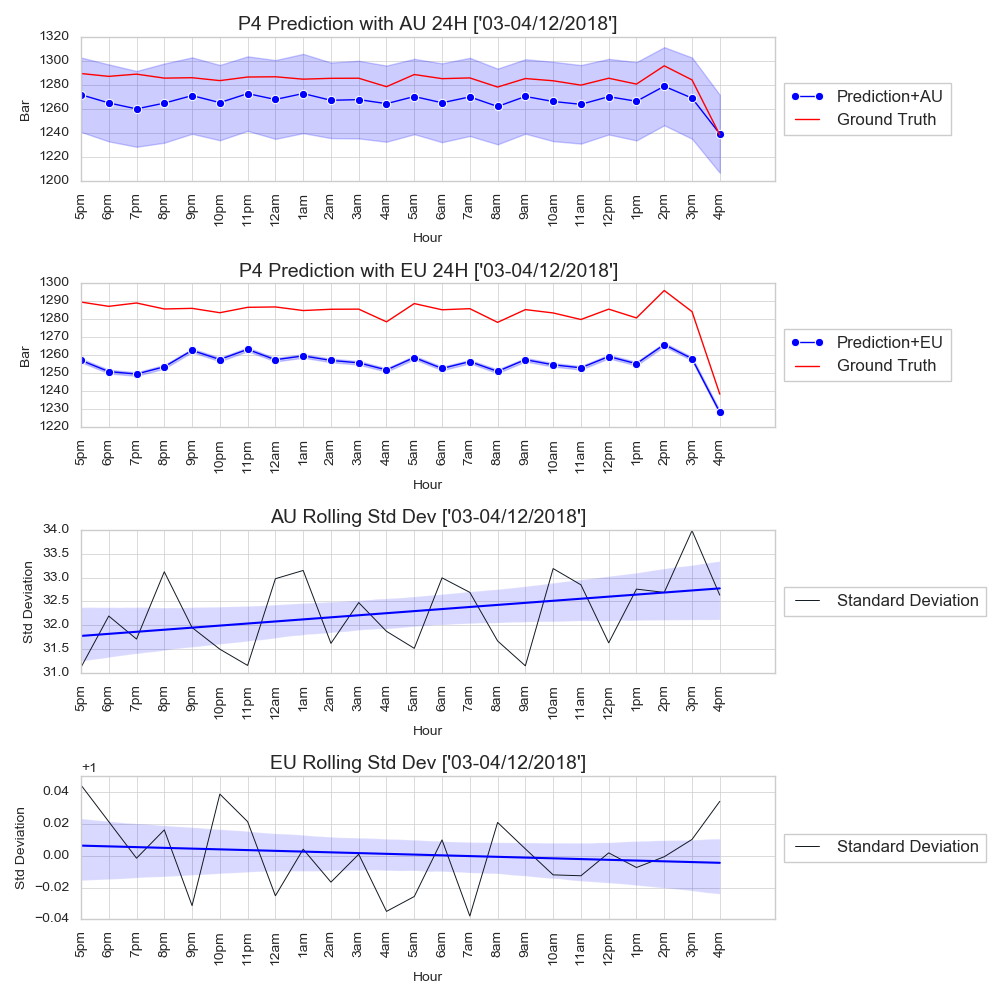 P4 Prediction with AU 24H ['03-04/12/2018']
1320
1300
1280
1260
1240
1220
1200
Bar
5pm 6pm 7pm 8pm 9pm 10pm 11pm 12am 1am 2am 3am 4am 5am 6am 7am 8am 9am 10am 11am 12pm 1pm 2pm 3pm 4pm
Hour
Prediction+AU
Ground Truth
P4 Prediction with EU 24H ['03-04/12/2018']
1300
1290
1280
1270
1260
1250
1240
1230
1220
Bar
5pm 6pm 7pm 8pm 9pm 10pm 11pm 12am 1am 2am 3am 4am 5am 6am 7am 8am 9am 10am 11am 12pm 1pm 2pm 3pm 4pm
Hour
Prediction+EU
Ground Truth
AU Rolling Std Dev ['03-04/12/2018']
34.0
33.5
33.0
32.5
32.0
31.5
31.0
Std Deviation
5pm 6pm 7pm 8pm 9pm 10pm 11pm 12am 1am 2am 3am 4am 5am 6am 7am 8am 9am 10am 11am 12pm 1pm 2pm 3pm 4pm
Hour
Standard Deviation
EU Rolling Std Dev ['03-04/12/2018']
+1
0.04
0.02
0.00
−0.02
−0.04
Std Deviation
5pm 6pm 7pm 8pm 9pm 10pm 11pm 12am 1am 2am 3am 4am 5am 6am 7am 8am 9am 10am 11am 12pm 1pm 2pm 3pm 4pm
Hour
Standard Deviation